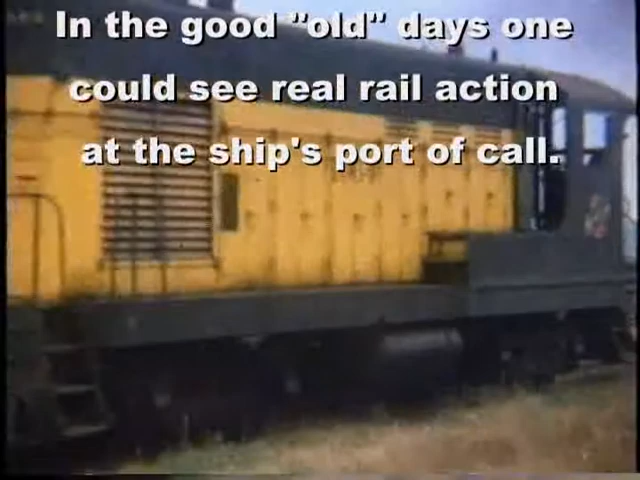 In the good "old" days one
could see real rail action
at the ship's port of call.